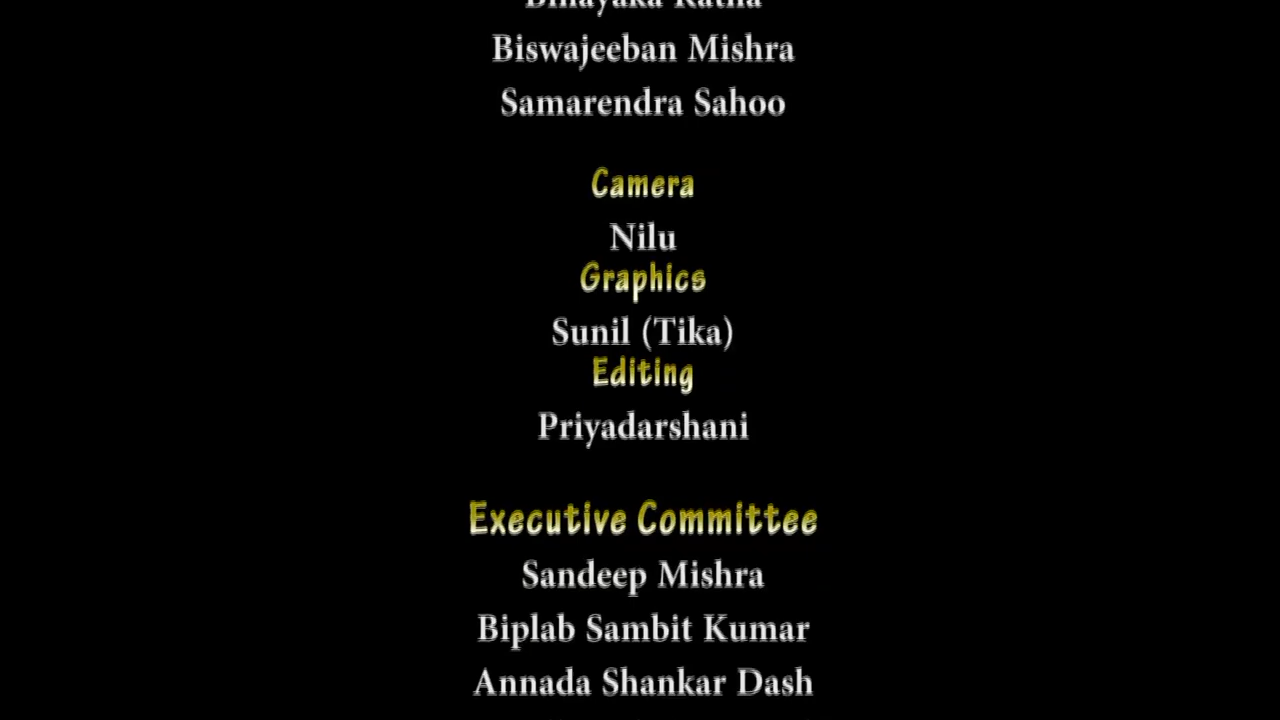 Biswajeeban Mishra
Samarendra Sahoo
Camera
Nilu
Graphics
Sunil (Tika)
Editing
Priyadarshani
Executive Committee
Sandeep Mishra
Biplab Sambit Kumar
Annada Shankar Dash